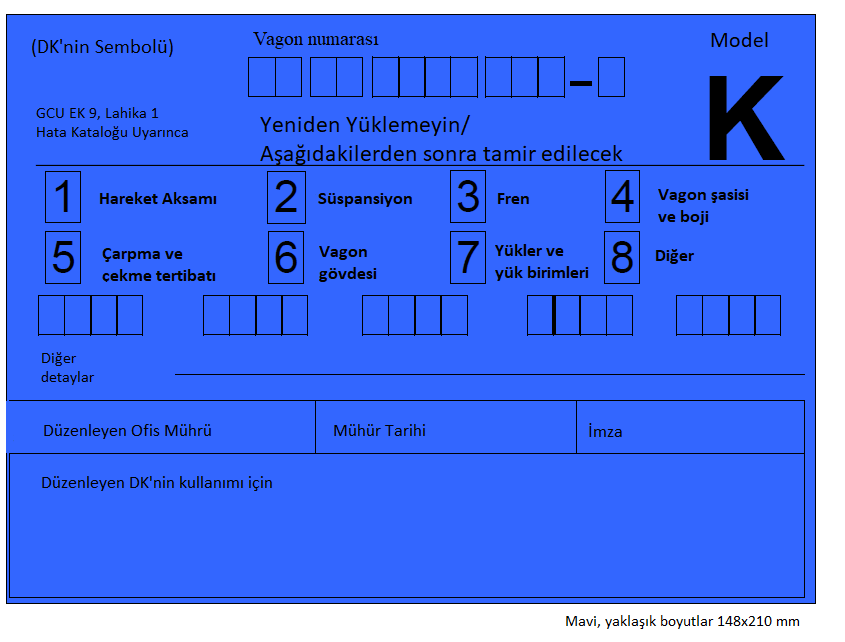 (DK'nin Sembolü)
Vagon numarası
Model
K
GCU EK 9, Lahika 1
Hata Kataloğu Uyarınca
Yeniden Yüklemeyin/
Aşağıdakilerden sonra tamir edilecek
1 Hareket Aksamı
2 Süspansiyon
3 Fren
4 Vagon şasisi
ve boji
5 Çarpma ve
çekme tertibatı
6 Vagon
gövdesi
7 Yükler ve
yük birimleri
8 Diğer
Diğer
detaylar
Düzenleyen Ofis Mührü
Mühür Tarihi
İmza
Düzenleyen DK'nin kullanımı için
Mavi, yaklaşık boyutlar 148x210 mm